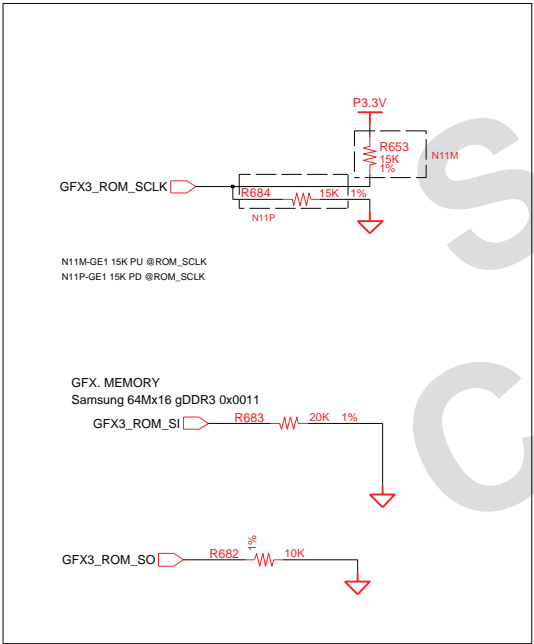 P3.3V
R653
15K
1%
N11M
GFX3_ROM_SCLK
R684 15K 1%
N11P
N11M-GE1 15K PU @ROM_SCLK
N11P-GE1 15K PD @ROM_SCLK
GFX. MEMORY
Samsung 64Mx16 gDDR3 0x0011
GFX3_ROM_SI
R683 20K 1%
GFX3_ROM_SO
R682 1% 10K
S
C